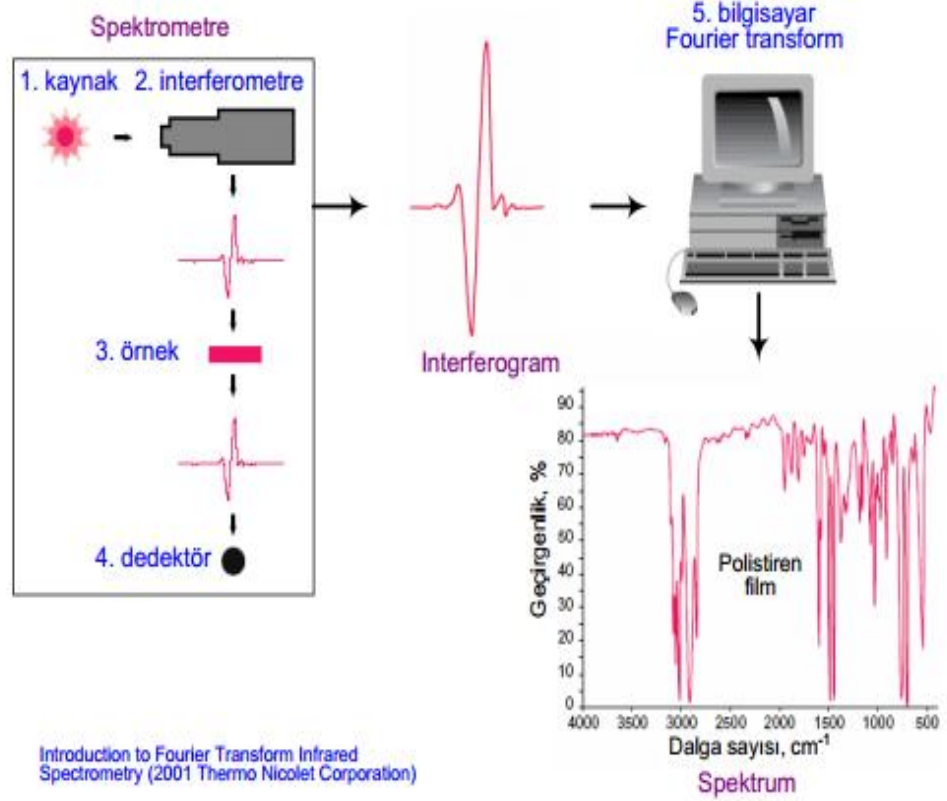 Spektrometre
1. kaynak 2. interferometre
3. örnek
4. dedektör
Interferogram
5. bilgisayar
Fourier transform
Geçirgenlik, %
90
80
70
60
50
40
30
20
10
0
Polistiren
film
4000 3500 3000 2500 2000 1500 1000 500
Dalga sayısı, cm⁻¹
Spektrum
Introduction to Fourier Transform Infrared
Spectrometry (2001 Thermo Nicolet Corporation)